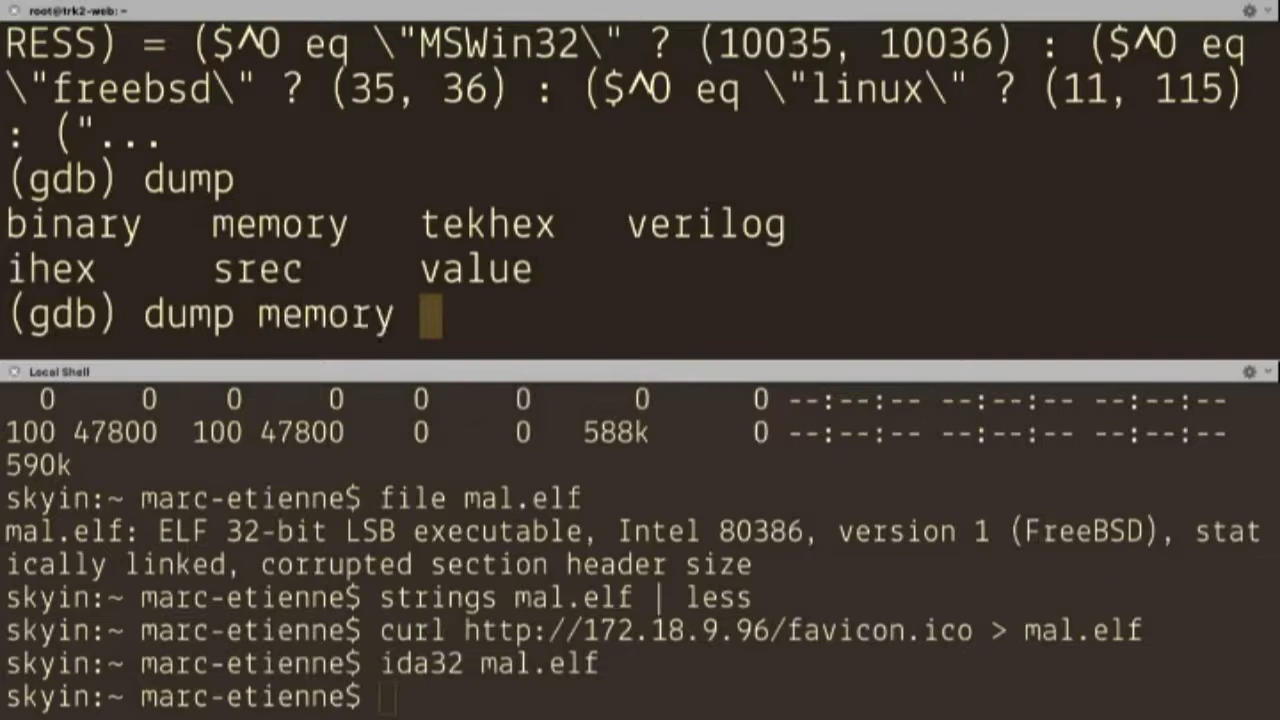 root@trk2-web: ~
RESS) = ($^O eq \"MSWin32\" ? (10035, 10036) : ($^O eq
\"freebsd\" ? (35, 36) : ($^O eq \"linux\" ? (11, 115)
: ("...
(gdb) dump
binary memory tekhex verilog
ihex srec value
(gdb) dump memory
Local Shell
0 0 0 0 0 0 0 0 --:--:-- --:--:-- --:--:--
100 47800 100 47800 0 0 588k 0 --:--:-- --:--:-- --:--:--
590k
skyin:~ marc-etienne$ file mal.elf
mal.elf: ELF 32-bit LSB executable, Intel 80386, version 1 (FreeBSD), stat
ically linked, corrupted section header size
skyin:~ marc-etienne$ strings mal.elf | less
skyin:~ marc-etienne$ curl http://172.18.9.96/favicon.ico > mal.elf
skyin:~ marc-etienne$ ida32 mal.elf
skyin:~ marc-etienne$